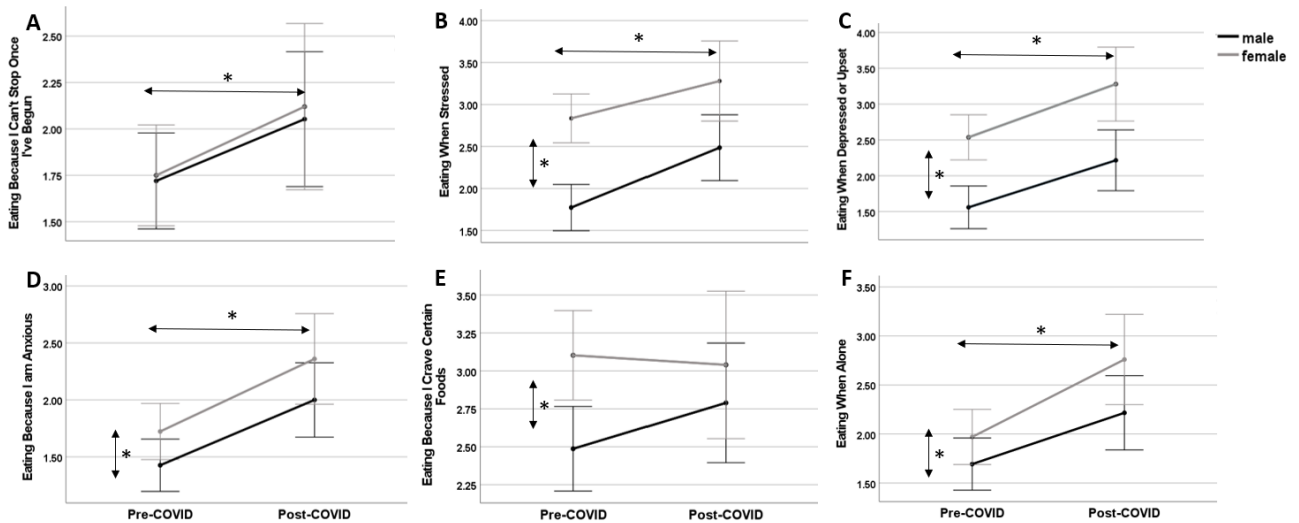 A
Eating Because I Can't Stop Once
I've Begun
2.50
2.25
2.00
1.75
1.50
*
B
Eating When Stressed
4.00
3.50
3.00
2.50
2.00
1.50
*
*
C
Eating When Depressed or Upset
4.00
3.50
3.00
2.50
2.00
1.50
*
*
male
female
D
Eating Because I am Anxious
3.00
2.50
2.00
1.50
*
*
Pre-COVID
Post-COVID
E
Eating Because I Crave Certain
Foods
3.50
3.25
3.00
2.75
2.50
2.25
*
Pre-COVID
Post-COVID
F
Eating When Alone
3.50
3.00
2.50
2.00
1.50
*
*
Pre-COVID
Post-COVID